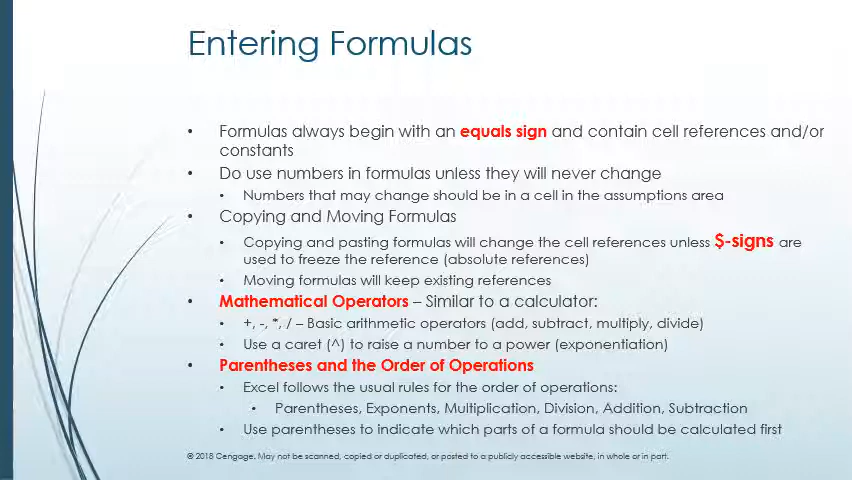 Entering Formulas
• Formulas always begin with an equals sign and contain cell references and/or
constants
• Do use numbers in formulas unless they will never change
• Numbers that may change should be in a cell in the assumptions area
• Copying and Moving Formulas
• Copying and pasting formulas will change the cell references unless $-signs are
used to freeze the reference (absolute references)
• Moving formulas will keep existing references
• Mathematical Operators – Similar to a calculator:
• +, -, *, / – Basic arithmetic operators (add, subtract, multiply, divide)
• Use a caret (^) to raise a number to a power (exponentiation)
• Parentheses and the Order of Operations
• Excel follows the usual rules for the order of operations:
• Parentheses, Exponents, Multiplication, Division, Addition, Subtraction
• Use parentheses to indicate which parts of a formula should be calculated first
© 2018 Cengage. May not be scanned, copied or duplicated, or posted to a publicly accessible website, in whole or in part.